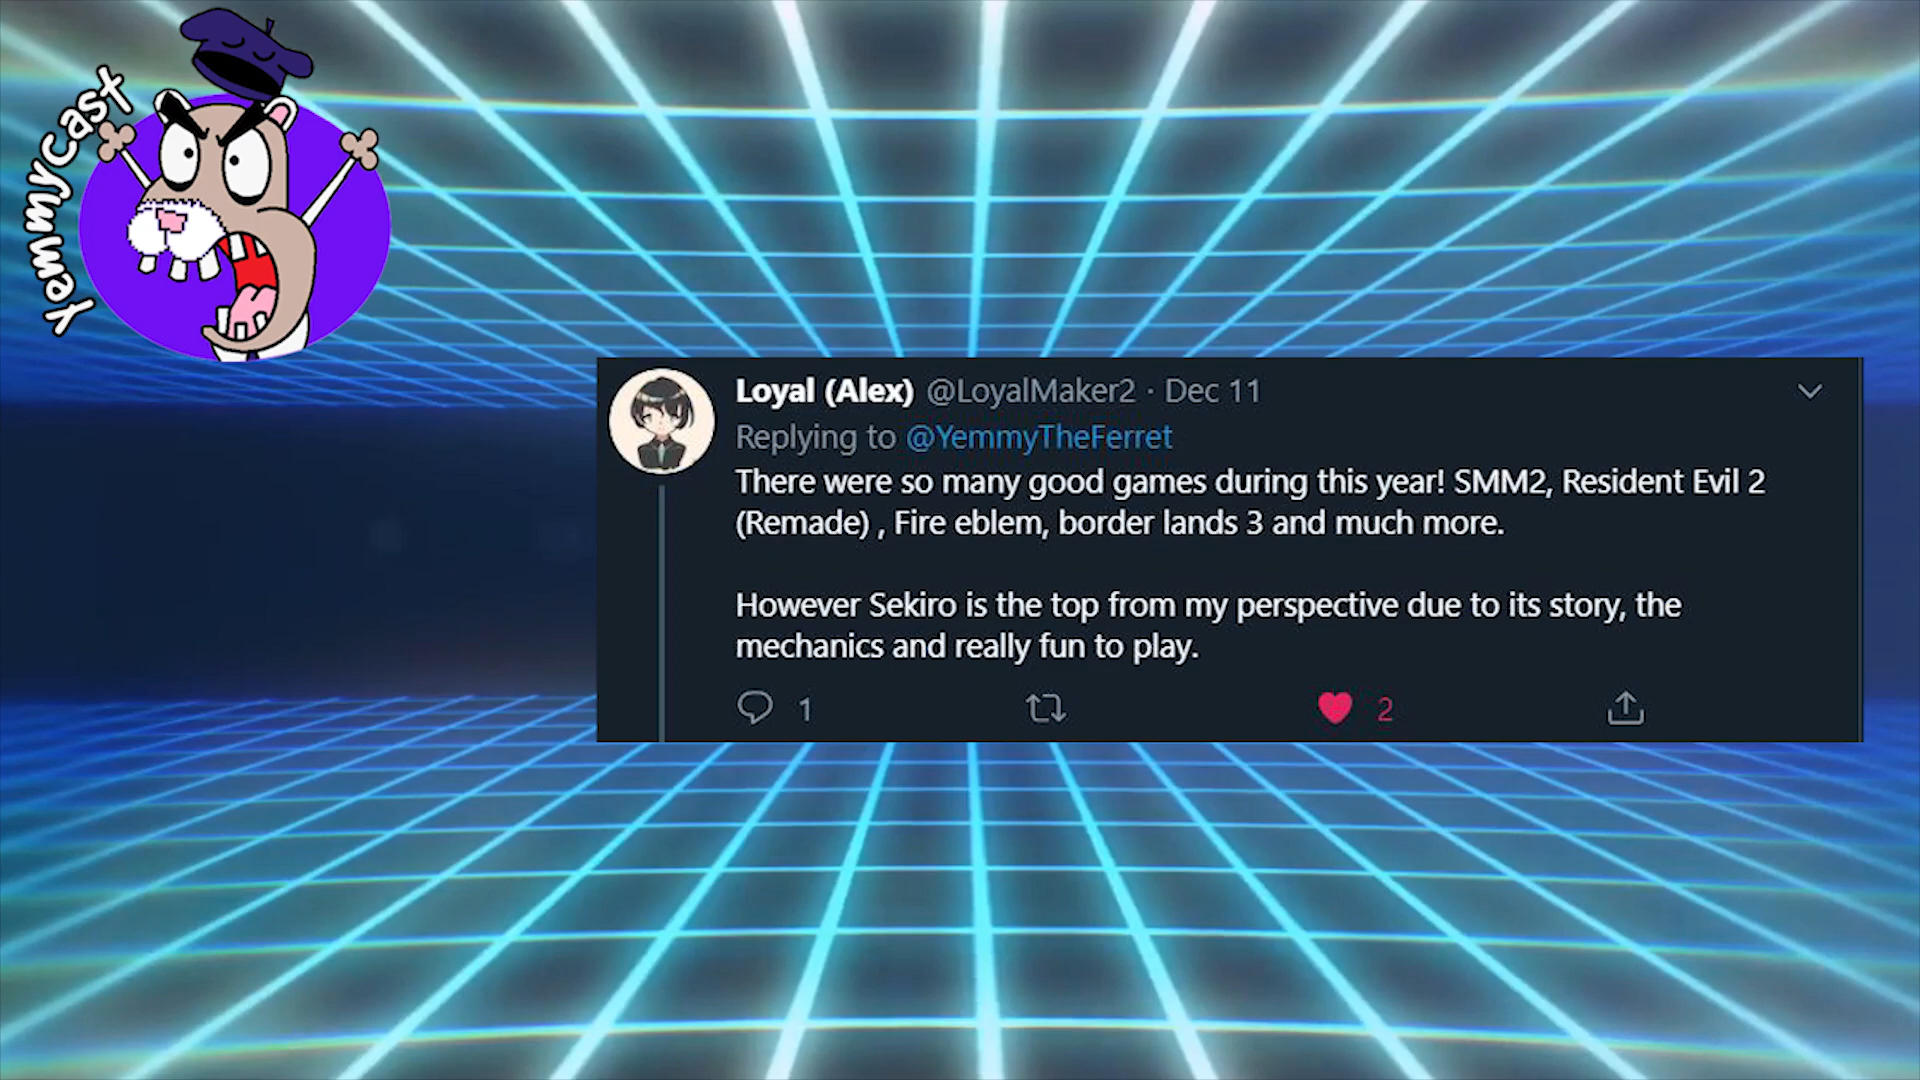 Yemmycast
Loyal (Alex) @LoyalMaker2 · Dec 11
Replying to @YemmyTheFerret
There were so many good games during this year! SMM2, Resident Evil 2
(Remade) , Fire eblem, border lands 3 and much more.
However Sekiro is the top from my perspective due to its story, the
mechanics and really fun to play.
1
2